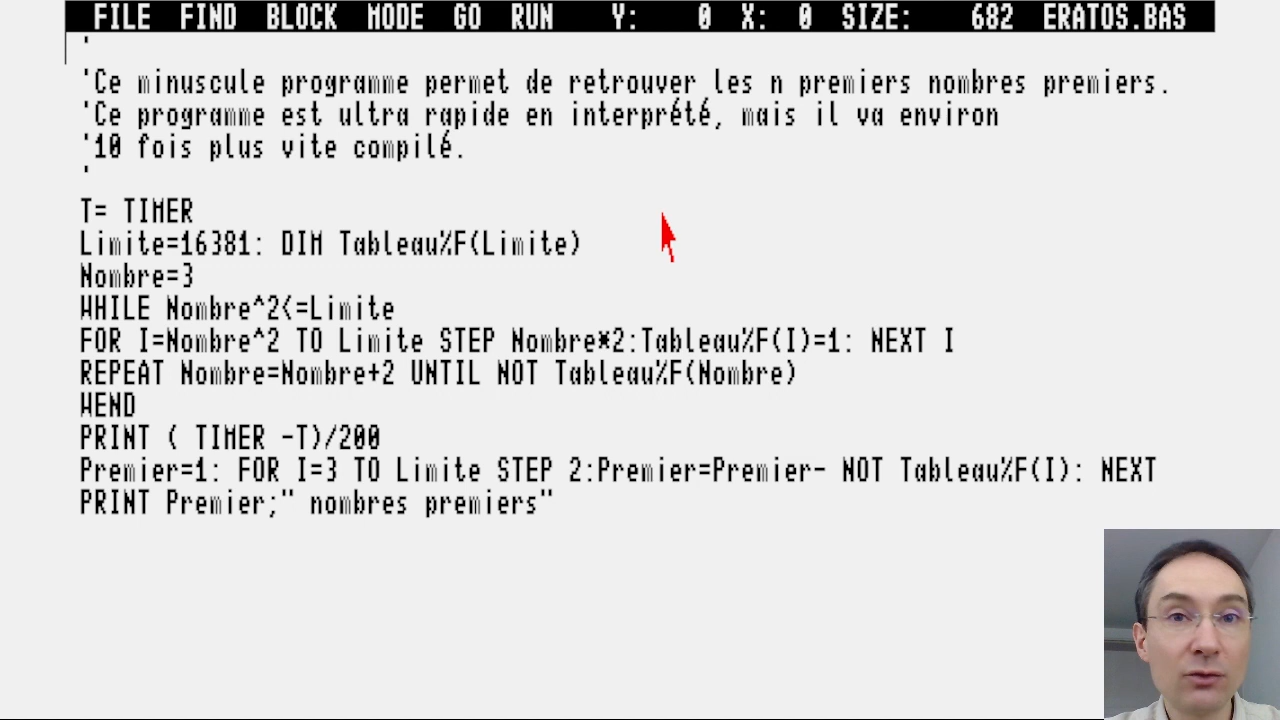 FILE FIND BLOCK MODE GO RUN Y: 0 X: 0 SIZE: 682 ERATOS.BAS
'
'Ce minuscule programme permet de retrouver les n premiers nombres premiers.
'Ce programme est ultra rapide en interprété, mais il va environ
'10 fois plus vite compilé.
'
T= TIMER
Limite=16381: DIM Tableau%F(Limite)
Nombre=3
WHILE Nombre^2<=Limite
FOR I=Nombre^2 TO Limite STEP Nombre*2:Tableau%F(I)=1: NEXT I
REPEAT Nombre=Nombre+2 UNTIL NOT Tableau%F(Nombre)
WEND
PRINT ( TIMER -T)/200
Premier=1: FOR I=3 TO Limite STEP 2:Premier=Premier- NOT Tableau%F(I): NEXT
PRINT Premier;" nombres premiers"